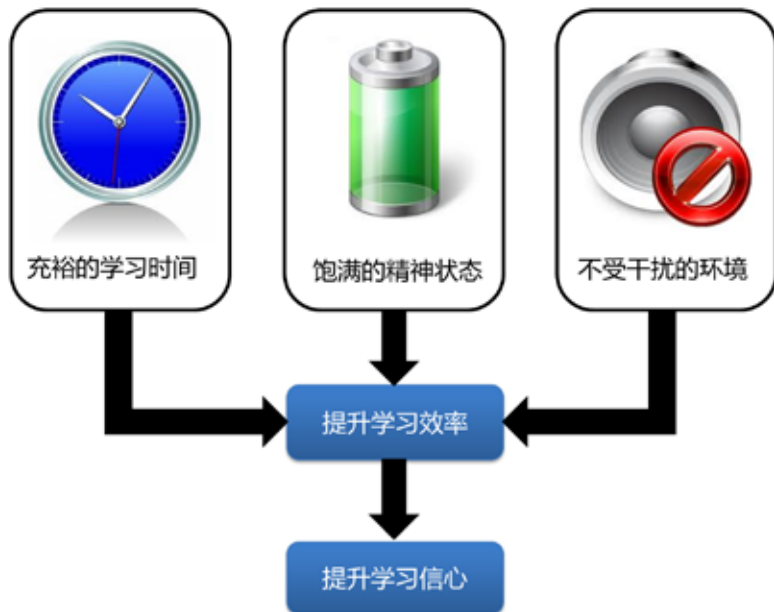 充裕的学习时间
饱满的精神状态
不受干扰的环境
提升学习效率
提升学习信心